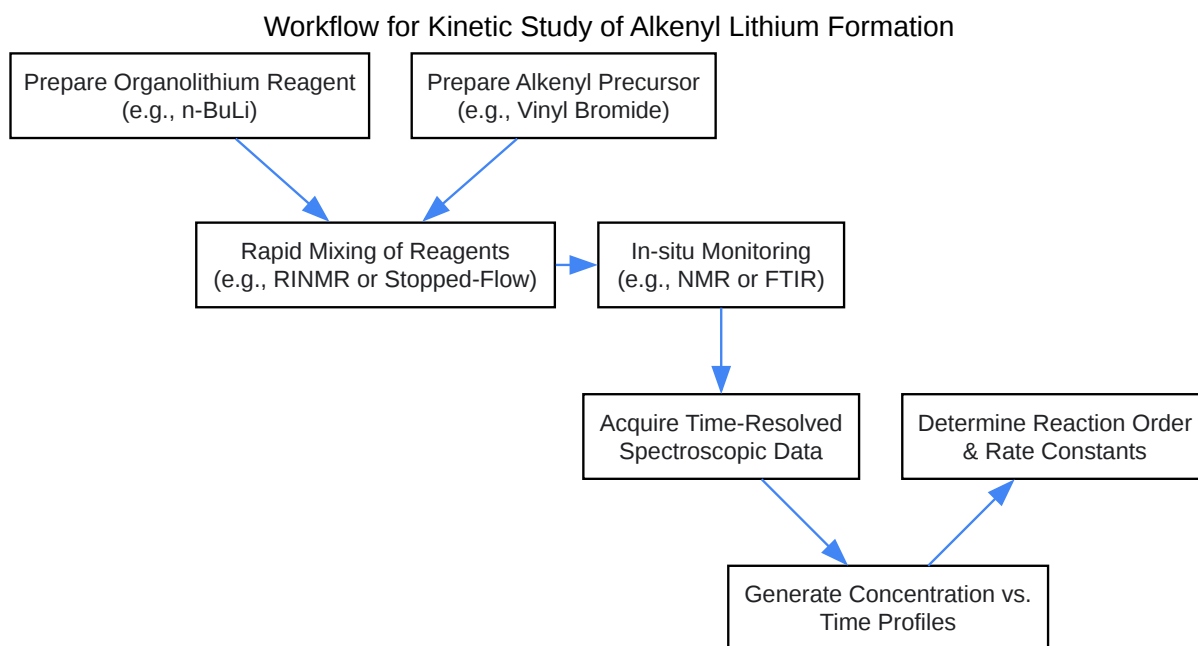 Workflow for Kinetic Study of Alkenyl Lithium Formation
Prepare Organolithium Reagent
(e.g., n-BuLi)
Prepare Alkenyl Precursor
(e.g., Vinyl Bromide)
Rapid Mixing of Reagents
(e.g., RINMR or Stopped-Flow)
In-situ Monitoring
(e.g., NMR or FTIR)
Acquire Time-Resolved
Spectroscopic Data
Determine Reaction Order
& Rate Constants
Generate Concentration vs.
Time Profiles